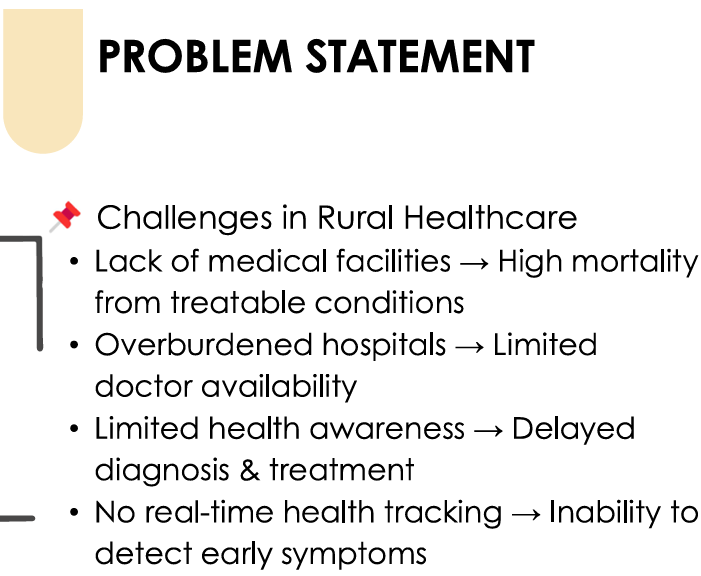 PROBLEM STATEMENT
📌 Challenges in Rural Healthcare
• Lack of medical facilities → High mortality
from treatable conditions
• Overburdened hospitals → Limited
doctor availability
• Limited health awareness → Delayed
diagnosis & treatment
• No real-time health tracking → Inability to
detect early symptoms